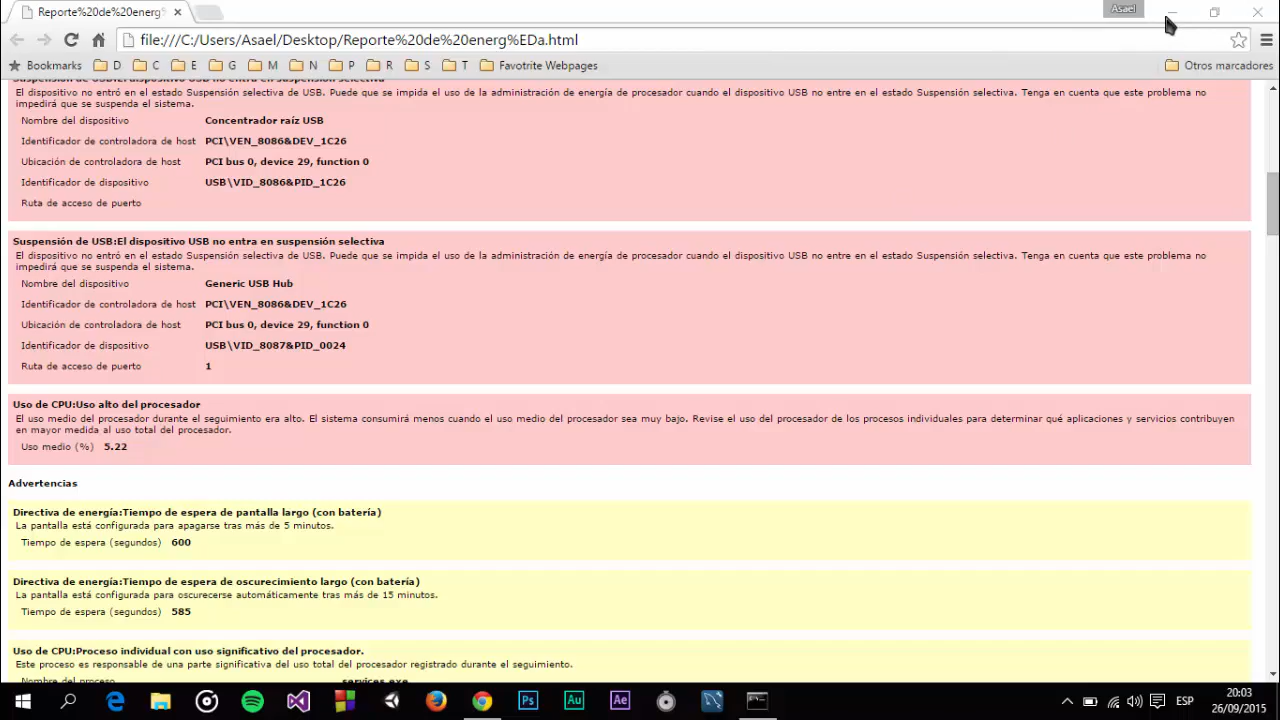 Reporte%20de%20energ%
Asael
file:///C:/Users/Asael/Desktop/Reporte%20de%20energ%EDa.html
Bookmarks D C E G M N P R S T Favotrite Webpages Otros marcadores
El dispositivo no entró en el estado Suspensión selectiva de USB. Puede que se impida el uso de la administración de energía de procesador cuando el dispositivo USB no entre en el estado Suspensión selectiva. Tenga en cuenta que este problema no
impedirá que se suspenda el sistema.
Nombre del dispositivo Concentrador raíz USB
Identificador de controladora de host PCI\VEN_8086&DEV_1C26
Ubicación de controladora de host PCI bus 0, device 29, function 0
Identificador de dispositivo USB\VID_8086&PID_1C26
Ruta de acceso de puerto
Suspensión de USB:El dispositivo USB no entra en suspensión selectiva
El dispositivo no entró en el estado Suspensión selectiva de USB. Puede que se impida el uso de la administración de energía de procesador cuando el dispositivo USB no entre en el estado Suspensión selectiva. Tenga en cuenta que este problema no
impedirá que se suspenda el sistema.
Nombre del dispositivo Generic USB Hub
Identificador de controladora de host PCI\VEN_8086&DEV_1C26
Ubicación de controladora de host PCI bus 0, device 29, function 0
Identificador de dispositivo USB\VID_8087&PID_0024
Ruta de acceso de puerto 1
Uso de CPU:Uso alto del procesador
El uso medio del procesador durante el seguimiento era alto. El sistema consumirá menos cuando el uso medio del procesador sea muy bajo. Revise el uso del procesador de los procesos individuales para determinar qué aplicaciones y servicios contribuyen
en mayor medida al uso total del procesador.
Uso medio (%) 5.22
Advertencias
Directiva de energía:Tiempo de espera de pantalla largo (con batería)
La pantalla está configurada para apagarse tras más de 5 minutos.
Tiempo de espera (segundos) 600
Directiva de energía:Tiempo de espera de oscurecimiento largo (con batería)
La pantalla está configurada para oscurecerse automáticamente tras más de 15 minutos.
Tiempo de espera (segundos) 585
Uso de CPU:Proceso individual con uso significativo del procesador.
Este proceso es responsable de una parte significativa del uso total del procesador registrado durante el seguimiento.
Nombre del proceso services.exe
Ps Au Ae ESP 20:03
26/09/2015